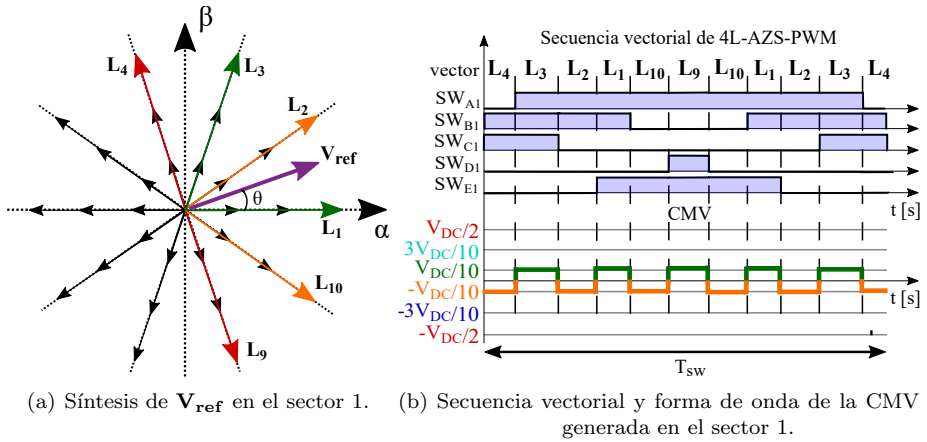 β
L4
L3
L2
Vref
θ
α
L1
L10
L9
(a) Síntesis de Vref en el sector 1.
Secuencia vectorial de 4L-AZS-PWM
vector L4 L3 L2 L1 L10 L9 L10 L1 L2 L3 L4
SWA1
SWB1
SWC1
SWD1
SWE1
t [s]
CMV
VDC/2
3VDC/10
VDC/10
-VDC/10
t [s]
-3VDC/10
-VDC/2
Tsw
(b) Secuencia vectorial y forma de onda de la CMV
generada en el sector 1.